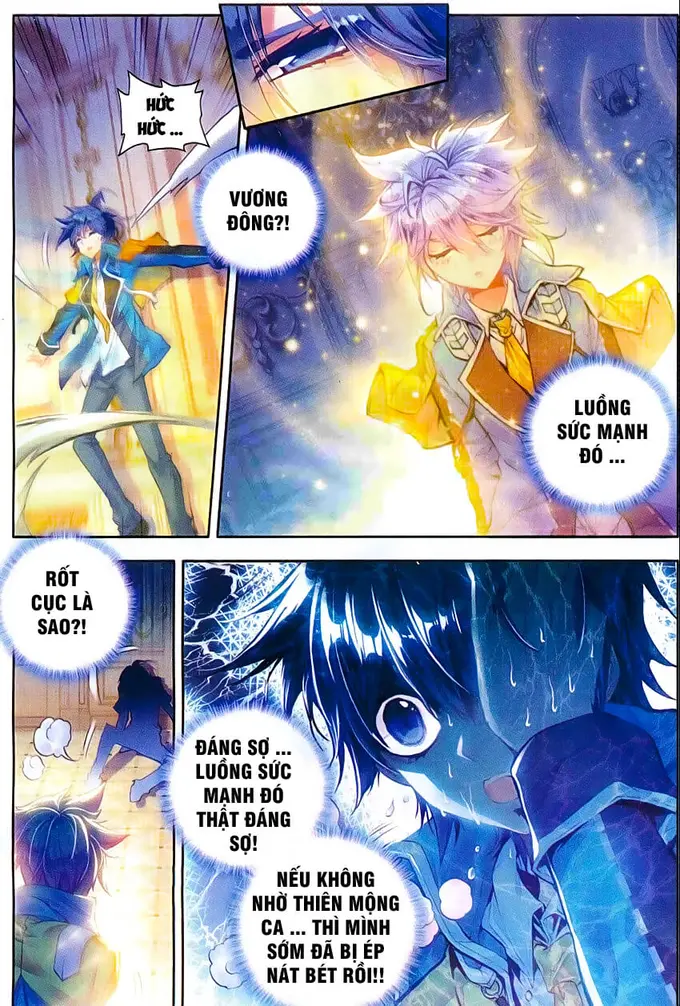 HỨC
HỨC ...
VƯƠNG
ĐÔNG?!
LUỒNG
SỨC MẠNH
ĐÓ ...
RỐT
CỤC LÀ
SAO?!
ĐÁNG SỢ ...
LUỒNG SỨC
MẠNH ĐÓ
THẬT ĐÁNG
SỢ!
NẾU KHÔNG
NHỜ THIÊN MỘNG
CA ... THÌ MÌNH
SỚM ĐÃ BỊ ÉP
NÁT BÉT RỒI!!